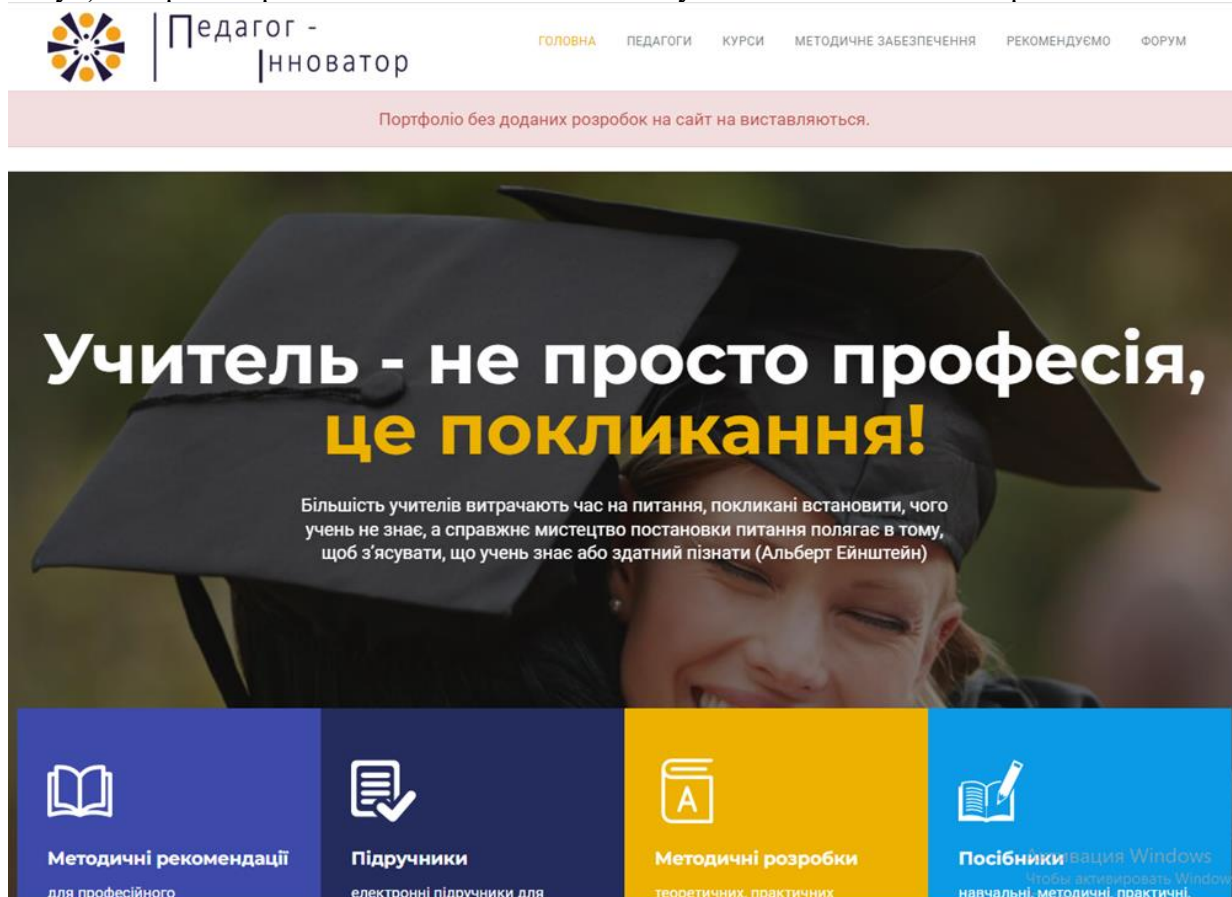 Педагог -
Інноватор
ГОЛОВНА ПЕДАГОГИ КУРСИ МЕТОДИЧНЕ ЗАБЕЗПЕЧЕННЯ РЕКОМЕНДУЄМО ФОРУМ
Портфоліо без доданих розробок на сайт на виставляються.
Учитель - не просто професія,
це покликання!
Більшість учителів витрачають час на питання, покликані встановити, чого
учень не знає, а справжнє мистецтво постановки питання полягає в тому,
щоб з’ясувати, що учень знає або здатний пізнати (Альберт Ейнштейн)
Методичні рекомендації
для професійного
Підручники
електронні підручники для
A
Методичні розробки
теоретичних, практичних
Посібники
навчальні, методичні, практичні,
Активация Windows
Чтобы активировать Window